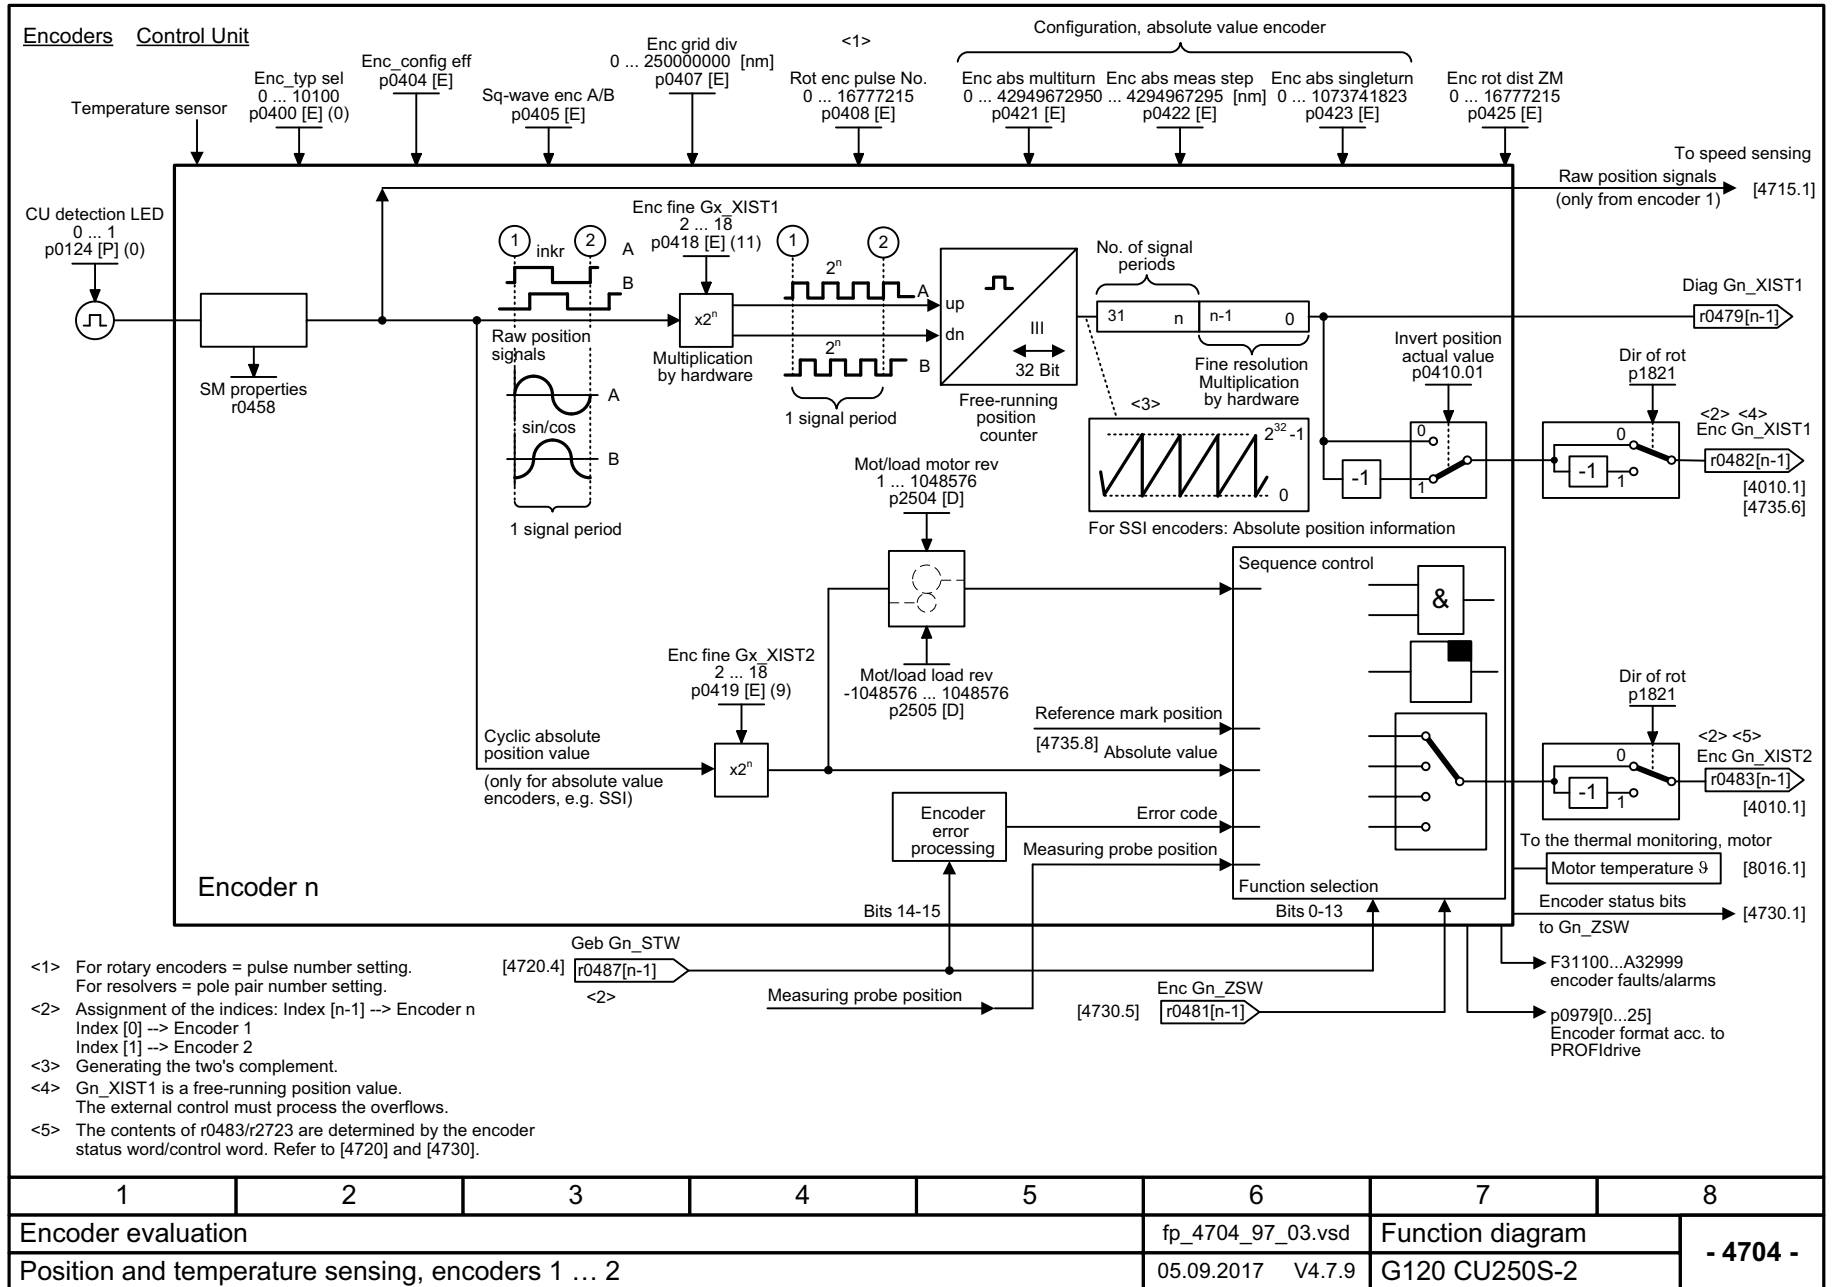 Encoders Control Unit
Temperature sensor
Enc_typ sel
0 ... 10100
p0400 [E] (0)
Enc_config eff
p0404 [E]
Sq-wave enc A/B
p0405 [E]
Enc grid div
0 ... 250000000 [nm]
p0407 [E]
<1>
Rot enc pulse No.
0 ... 16777215
p0408 [E]
Configuration, absolute value encoder
Enc abs multiturn
0 ... 4294967295
p0421 [E]
Enc abs meas step
0 ... 4294967295 [nm]
p0422 [E]
Enc abs singleturn
0 ... 1073741823
p0423 [E]
Enc rot dist ZM
0 ... 16777215
p0425 [E]
To speed sensing
Raw position signals
(only from encoder 1)
[4715.1]
CU detection LED
0 ... 1
p0124 [P] (0)
SM properties
r0458
1
inkr
2
A
B
Raw position
signals
A
sin/cos
B
1 signal period
Enc fine Gx_XIST1
2 ... 18
p0418 [E] (11)
x2ⁿ
Multiplication
by hardware
1
2
2ⁿ
A
2ⁿ
B
1 signal period
up
dn
III
32 Bit
Free-running
position
counter
No. of signal
periods
31 n
n-1 0
Fine resolution
Multiplication
by hardware
<3>
2³²-1
0
For SSI encoders: Absolute position information
Diag Gn_XIST1
r0479[n-1]
Invert position
actual value
p0410.01
0
-1
1
Dir of rot
p1821
0
-1
1
<2> <4>
Enc Gn_XIST1
r0482[n-1]
[4010.1]
[4735.6]
Mot/load motor rev
1 ... 1048576
p2504 [D]
Mot/load load rev
-1048576 ... 1048576
p2505 [D]
Enc fine Gx_XIST2
2 ... 18
p0419 [E] (9)
x2ⁿ
Cyclic absolute
position value
(only for absolute value
encoders, e.g. SSI)
Reference mark position
[4735.8]
Absolute value
Encoder
error
processing
Error code
Measuring probe position
Sequence control
&
Function selection
Dir of rot
p1821
0
-1
1
<2> <5>
Enc Gn_XIST2
r0483[n-1]
[4010.1]
To the thermal monitoring, motor
Motor temperature ϑ
[8016.1]
Encoder status bits
to Gn_ZSW
[4730.1]
Encoder n
Bits 14-15
Bits 0-13
Geb Gn_STW
[4720.4]
r0487[n-1]
<2>
Measuring probe position
Enc Gn_ZSW
[4730.5]
r0481[n-1]
F31100...A32999
encoder faults/alarms
p0979[0...25]
Encoder format acc. to
PROFIdrive
<1> For rotary encoders = pulse number setting.
For resolvers = pole pair number setting.
<2> Assignment of the indices: Index [n-1] --> Encoder n
Index [0] --> Encoder 1
Index [1] --> Encoder 2
<3> Generating the two's complement.
<4> Gn_XIST1 is a free-running position value.
The external control must process the overflows.
<5> The contents of r0483/r2723 are determined by the encoder
status word/control word. Refer to [4720] and [4730].
1 2 3 4 5 6 7 8
Encoder evaluation
fp_4704_97_03.vsd
Function diagram
- 4704 -
Position and temperature sensing, encoders 1 … 2
05.09.2017 V4.7.9
G120 CU250S-2